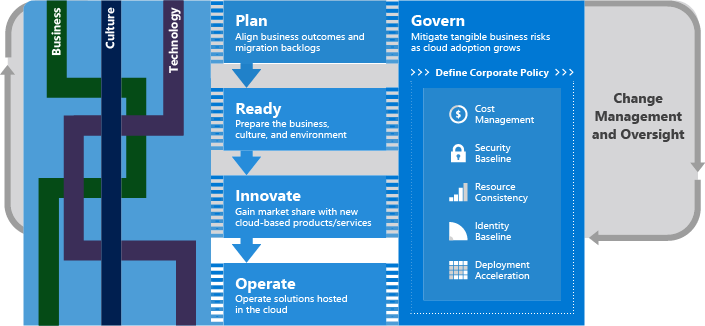 Business
Culture
Technology
Plan
Align business outcomes and
migration backlogs
Ready
Prepare the business,
culture, and environment
Innovate
Gain market share with new
cloud-based products/services
Operate
Operate solutions hosted
in the cloud
Govern
Mitigate tangible business risks
as cloud adoption grows
>>> Define Corporate Policy >>>
$ Cost
Management
Security
Baseline
Resource
Consistency
Identity
Baseline
Deployment
Acceleration
Change
Management
and Oversight